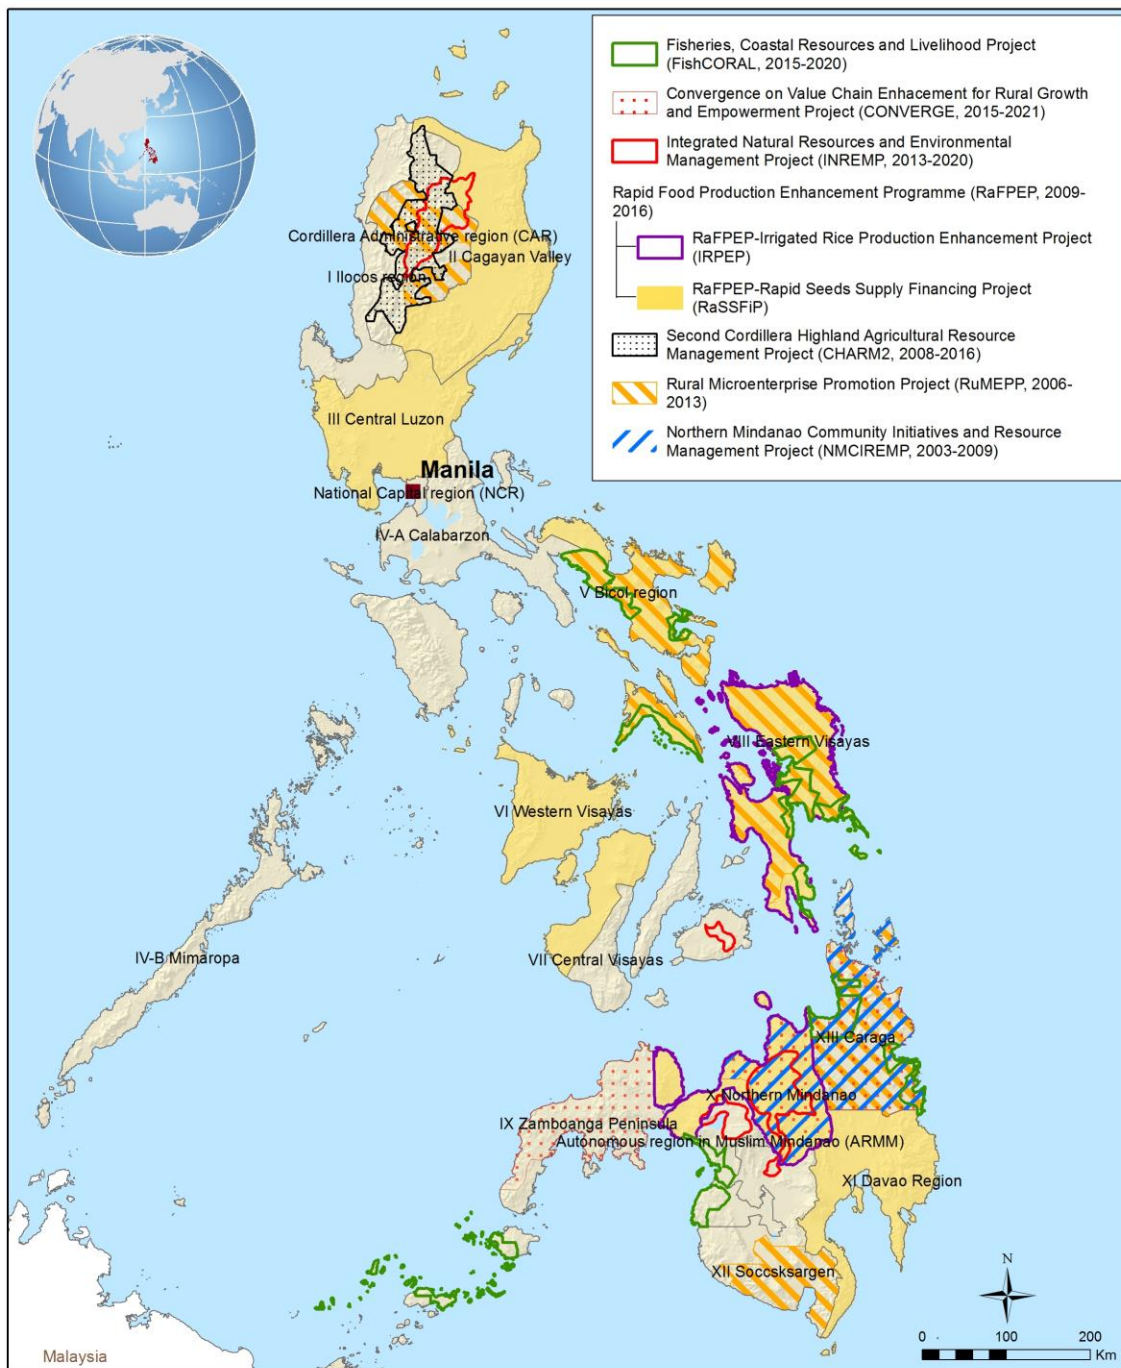 Fisheries, Coastal Resources and Livelihood Project
(FishCORAL, 2015-2020)
Convergence on Value Chain Enhacement for Rural Growth
and Empowerment Project (CONVERGE, 2015-2021)
Integrated Natural Resources and Environmental
Management Project (INREMP, 2013-2020)
Rapid Food Production Enhancement Programme (RaFPEP, 2009-
2016)
RaFPEP-Irrigated Rice Production Enhancement Project
(IRPEP)
RaFPEP-Rapid Seeds Supply Financing Project
(RaSSFiP)
Second Cordillera Highland Agricultural Resource
Management Project (CHARM2, 2008-2016)
Rural Microenterprise Promotion Project (RuMEPP, 2006-
2013)
Northern Mindanao Community Initiatives and Resource
Management Project (NMCIREMP, 2003-2009)
Cordillera Administrative region (CAR)
II Cagayan Valley
I Ilocos region
III Central Luzon
Manila
National Capital region (NCR)
IV-A Calabarzon
V Bicol region
VIII Eastern Visayas
VI Western Visayas
IV-B Mimaropa
VII Central Visayas
XIII Caraga
X Northern Mindanao
IX Zamboanga Peninsula
Autonomous region in Muslim Mindanao (ARMM)
XI Davao Region
XII Soccsksargen
N
0 100 200
Km
Malaysia